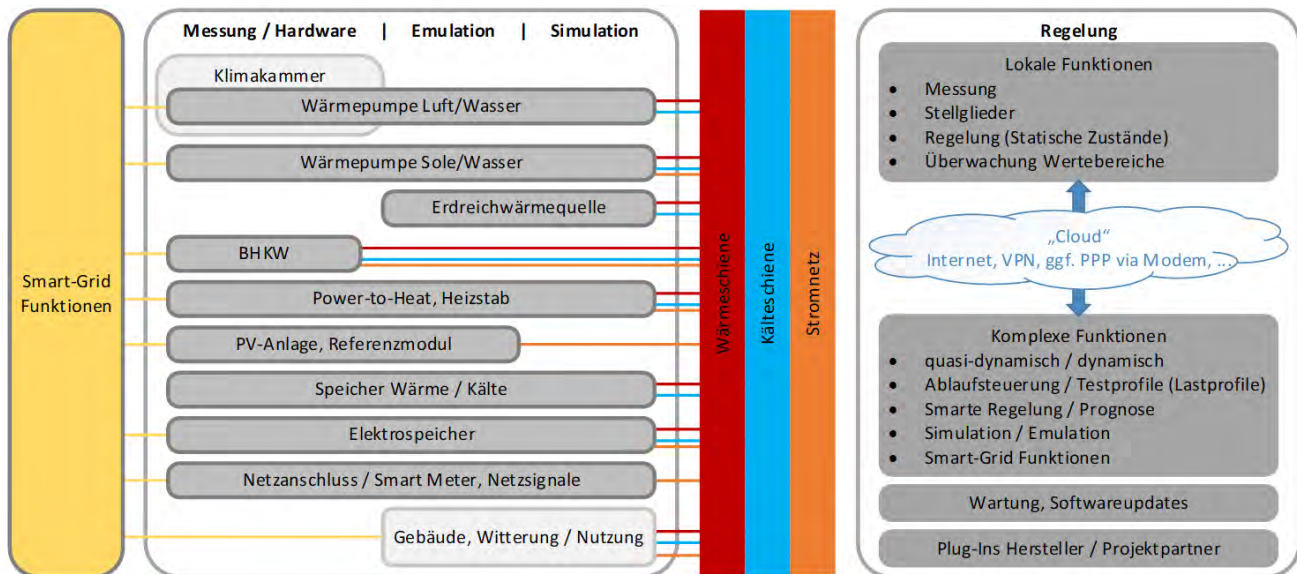 Smart-Grid
Funktionen
Messung / Hardware | Emulation | Simulation
Klimakammer
Wärmepumpe Luft/Wasser
Wärmepumpe Sole/Wasser
Erdreichwärmequelle
BHKW
Power-to-Heat, Heizstab
PV-Anlage, Referenzmodul
Speicher Wärme / Kälte
Elektrospeicher
Netzanschluss / Smart Meter, Netzsignale
Gebäude, Witterung / Nutzung
Wärmeschiene
Kälteschiene
Stromnetz
Regelung
Lokale Funktionen
• Messung
• Stellglieder
• Regelung (Statische Zustände)
• Überwachung Wertebereiche
„Cloud“
Internet, VPN, ggf. PPP via Modem, ...
Komplexe Funktionen
• quasi-dynamisch / dynamisch
• Ablaufsteuerung / Testprofile (Lastprofile)
• Smarte Regelung / Prognose
• Simulation / Emulation
• Smart-Grid Funktionen
Wartung, Softwareupdates
Plug-Ins Hersteller / Projektpartner